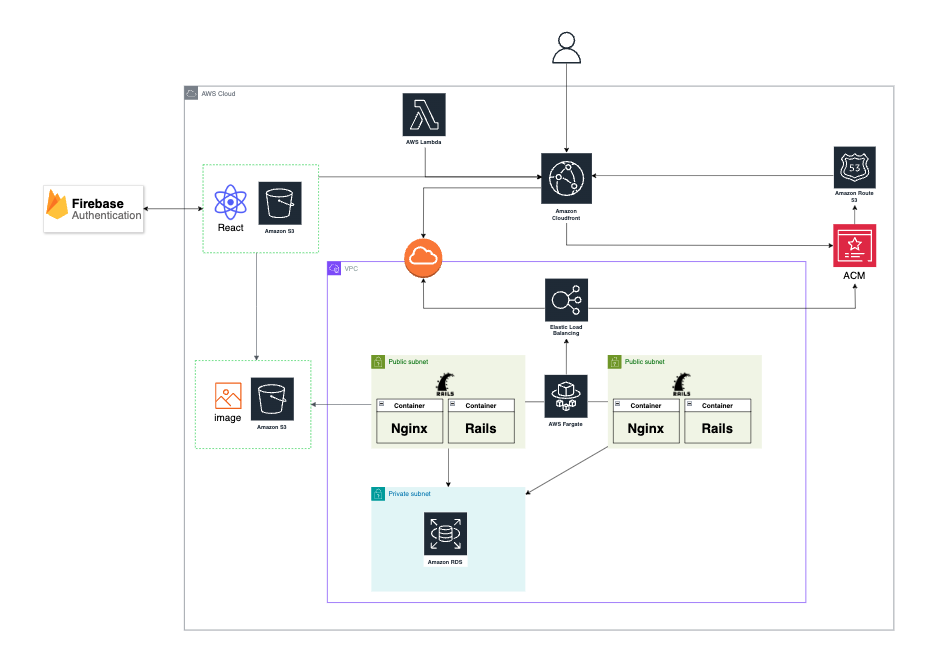 AWS Cloud
AWS Lambda
Amazon
Cloudfront
53
Amazon Route
53
Firebase
Authentication
React
Amazon S3
ACM
VPC
Elastic Load
Balancing
Public subnet
RAILS
Container
Nginx
Container
Rails
AWS Fargate
Public subnet
RAILS
Container
Nginx
Container
Rails
image
Amazon S3
Private subnet
Amazon RDS